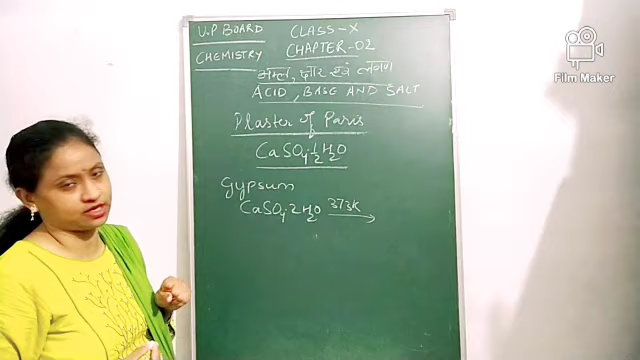 U.P BOARD CLASS-X
CHEMISTRY CHAPTER-02
अम्ल, क्षार एवं लवण
ACID, BASE AND SALT
Plaster of Paris
CaSO₄·½H₂O
Gypsum
CaSO₄·2H₂O 373K →
Film Maker